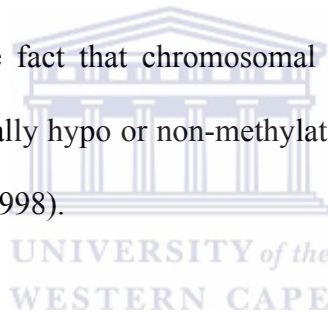 fact that chromosomal
ally hypo or non-methylat
998).
UNIVERSITY of the
WESTERN CAPE